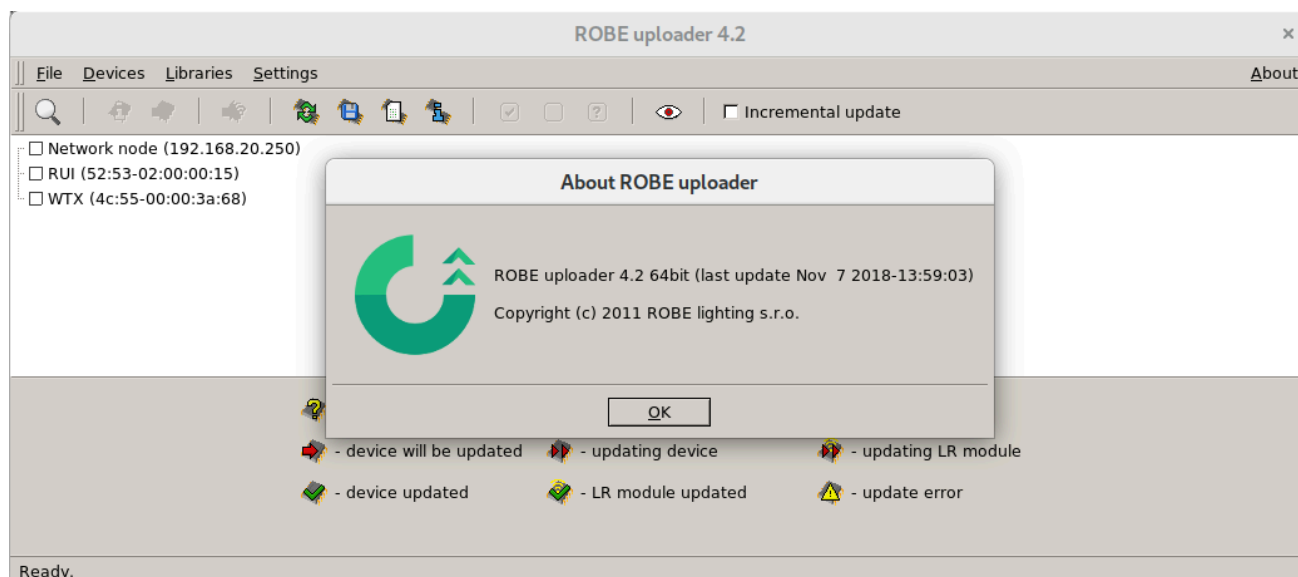 ROBE uploader 4.2
File Devices Libraries Settings About
Incremental update
Network node (192.168.20.250)
RUI (52:53-02:00:00:15)
WTX (4c:55-00:00:3a:68)
About ROBE uploader
ROBE uploader 4.2 64bit (last update Nov 7 2018-13:59:03)
Copyright (c) 2011 ROBE lighting s.r.o.
OK
- device will be updated - updating device - updating LR module
- device updated - LR module updated - update error
Ready.